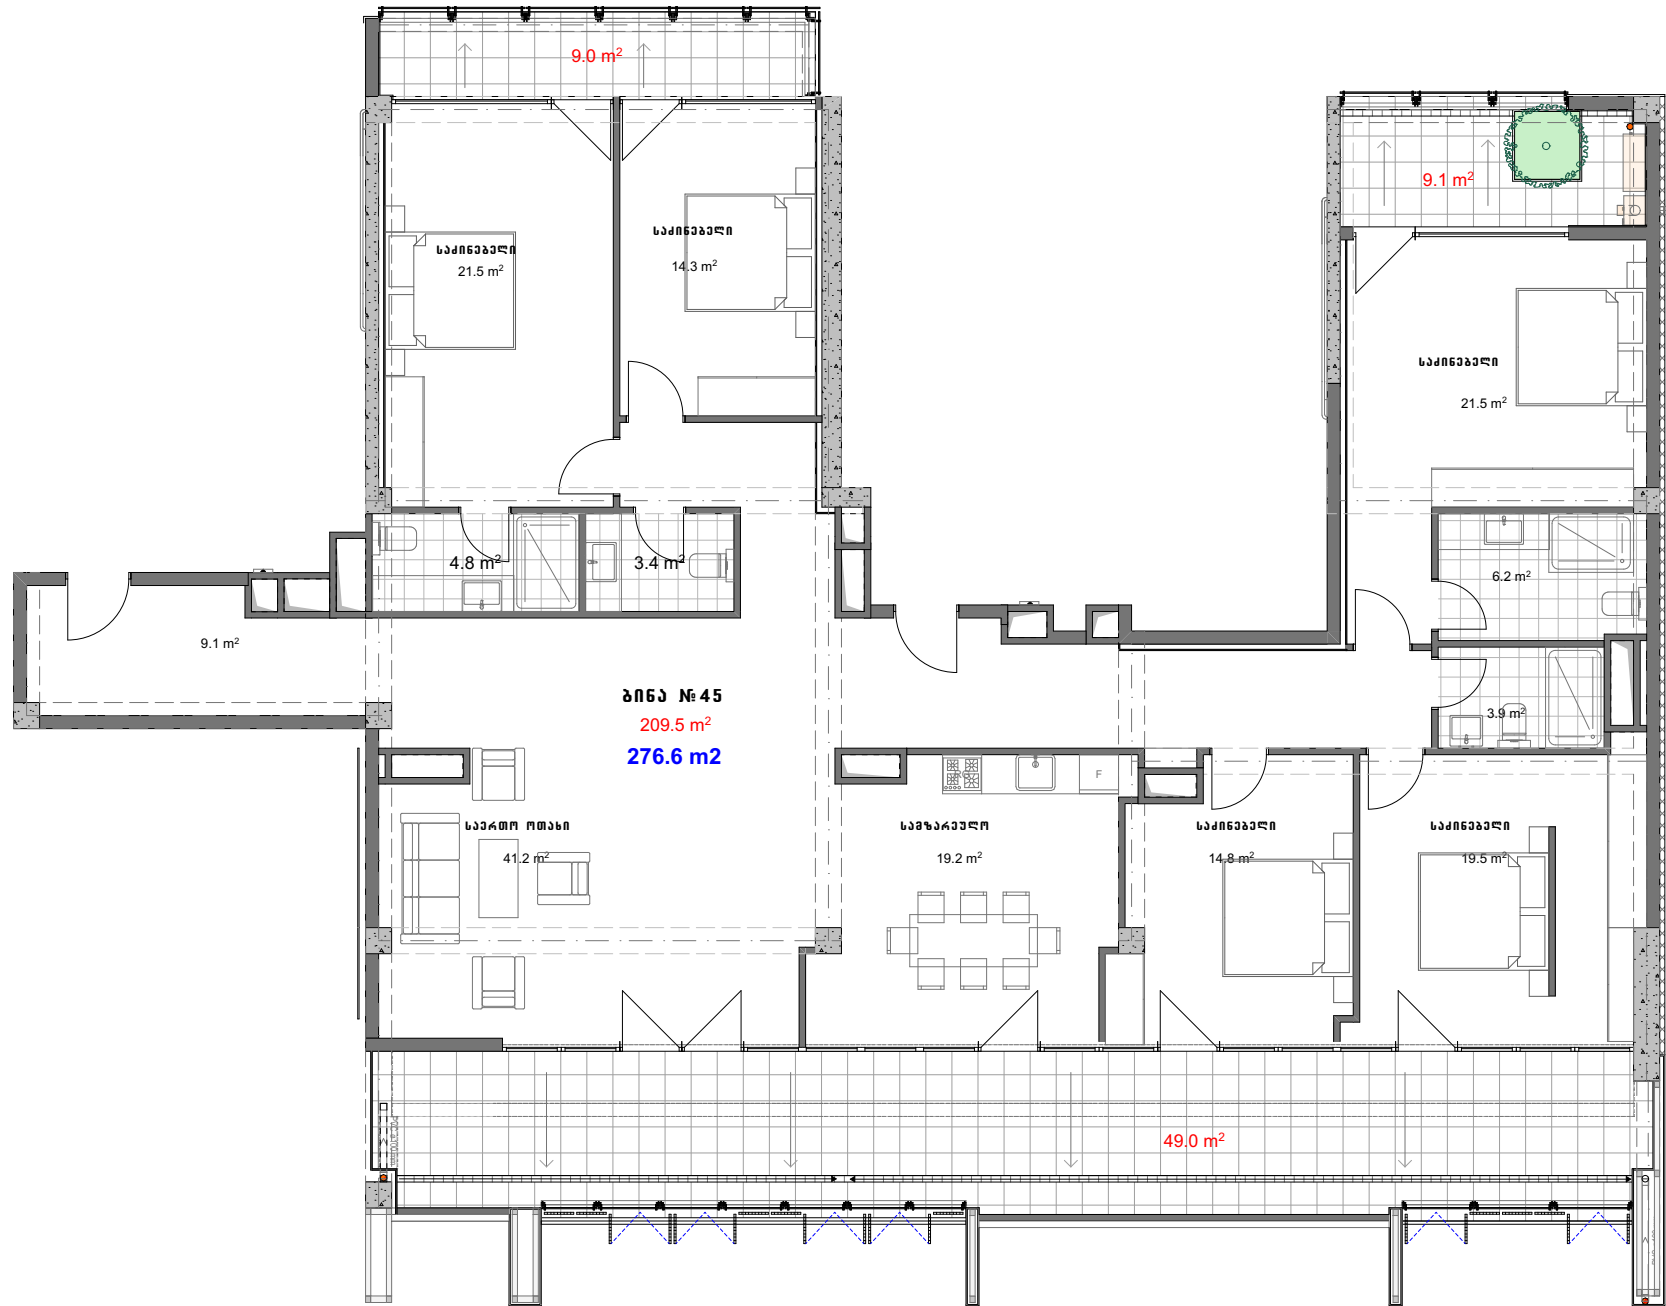 9.0 m²
9.1 m²
საძინებელი
14.3 m²
საძინებელი
21.5 m²
საძინებელი
21.5 m²
4.8 m²
3.4 m²
6.2 m²
9.1 m²
ბინა №45
209.5 m²
276.6 m2
3.9 m²
F
საერთო ოთახი
41.2 m²
სამზარეულო
19.2 m²
საძინებელი
14.8 m²
საძინებელი
19.5 m²
49.0 m²